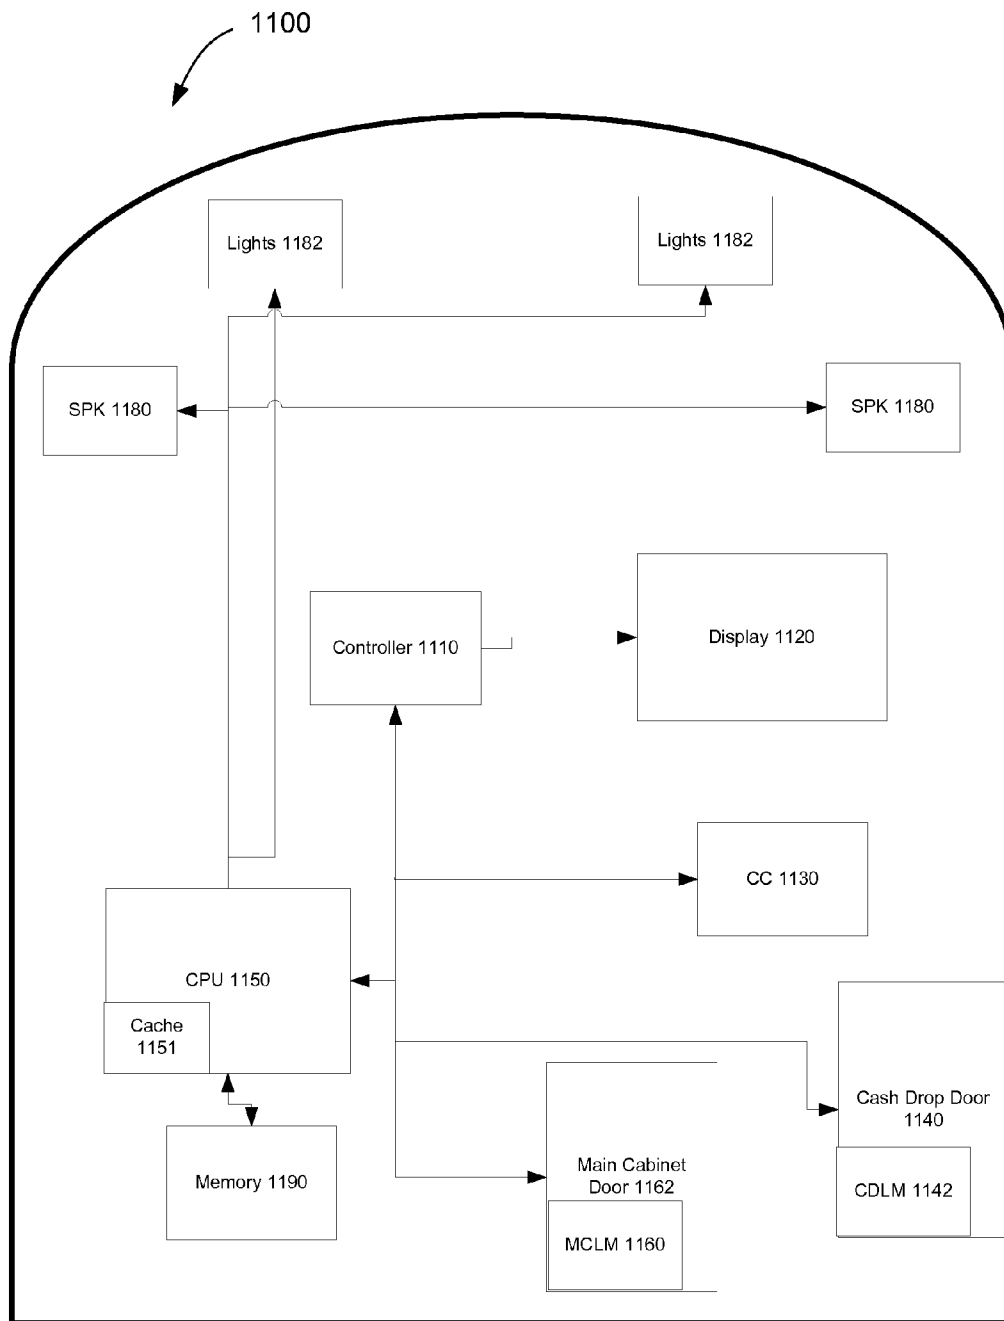 1100
Lights 1182
Lights 1182
SPK 1180
SPK 1180
Controller 1110
Display 1120
CC 1130
CPU 1150
Cache
1151
Cash Drop Door
1140
Main Cabinet
Door 1162
Memory 1190
CDLM 1142
MCLM 1160